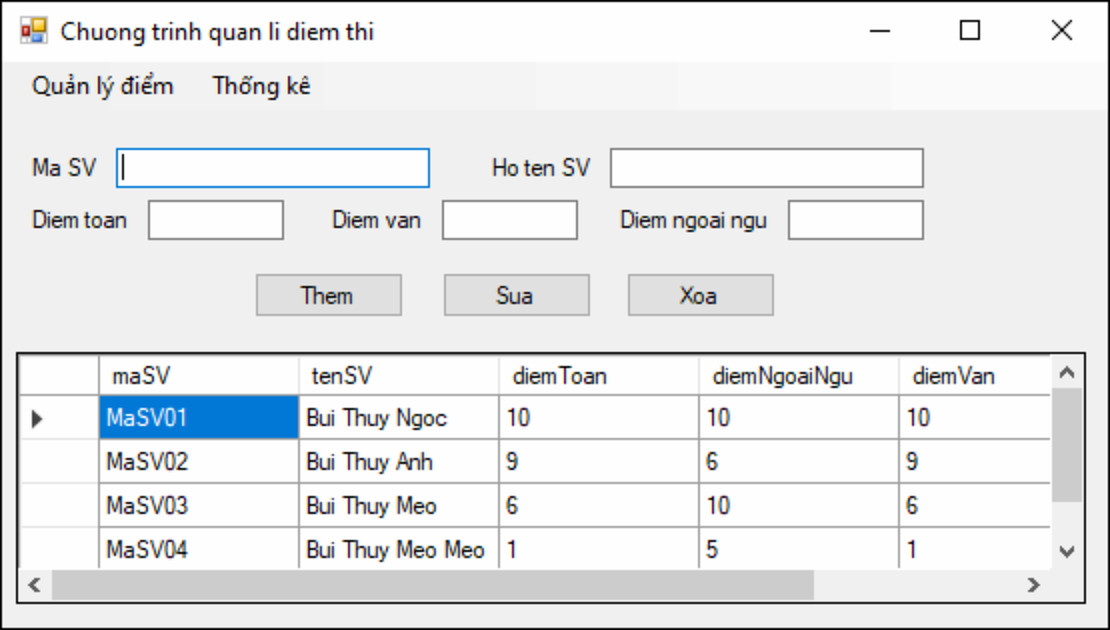 Chuong trinh quan li diem thi
Quản lý điểm Thống kê
Ma SV Ho ten SV
Diem toan Diem van Diem ngoai ngu
Them Sua Xoa
maSV tenSV diemToan diemNgoaiNgu diemVan
MaSV01 Bui Thuy Ngoc 10 10 10
MaSV02 Bui Thuy Anh 9 6 9
MaSV03 Bui Thuy Meo 6 10 6
MaSV04 Bui Thuy Meo Meo 1 5 1